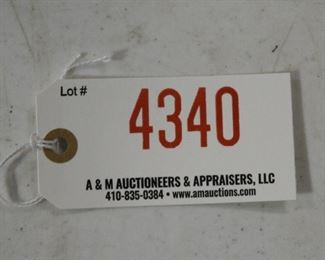 Lot #
4340
A & M AUCTIONEERS & APPRAISERS, LLC
410-835-0384 • www.amauctions.com